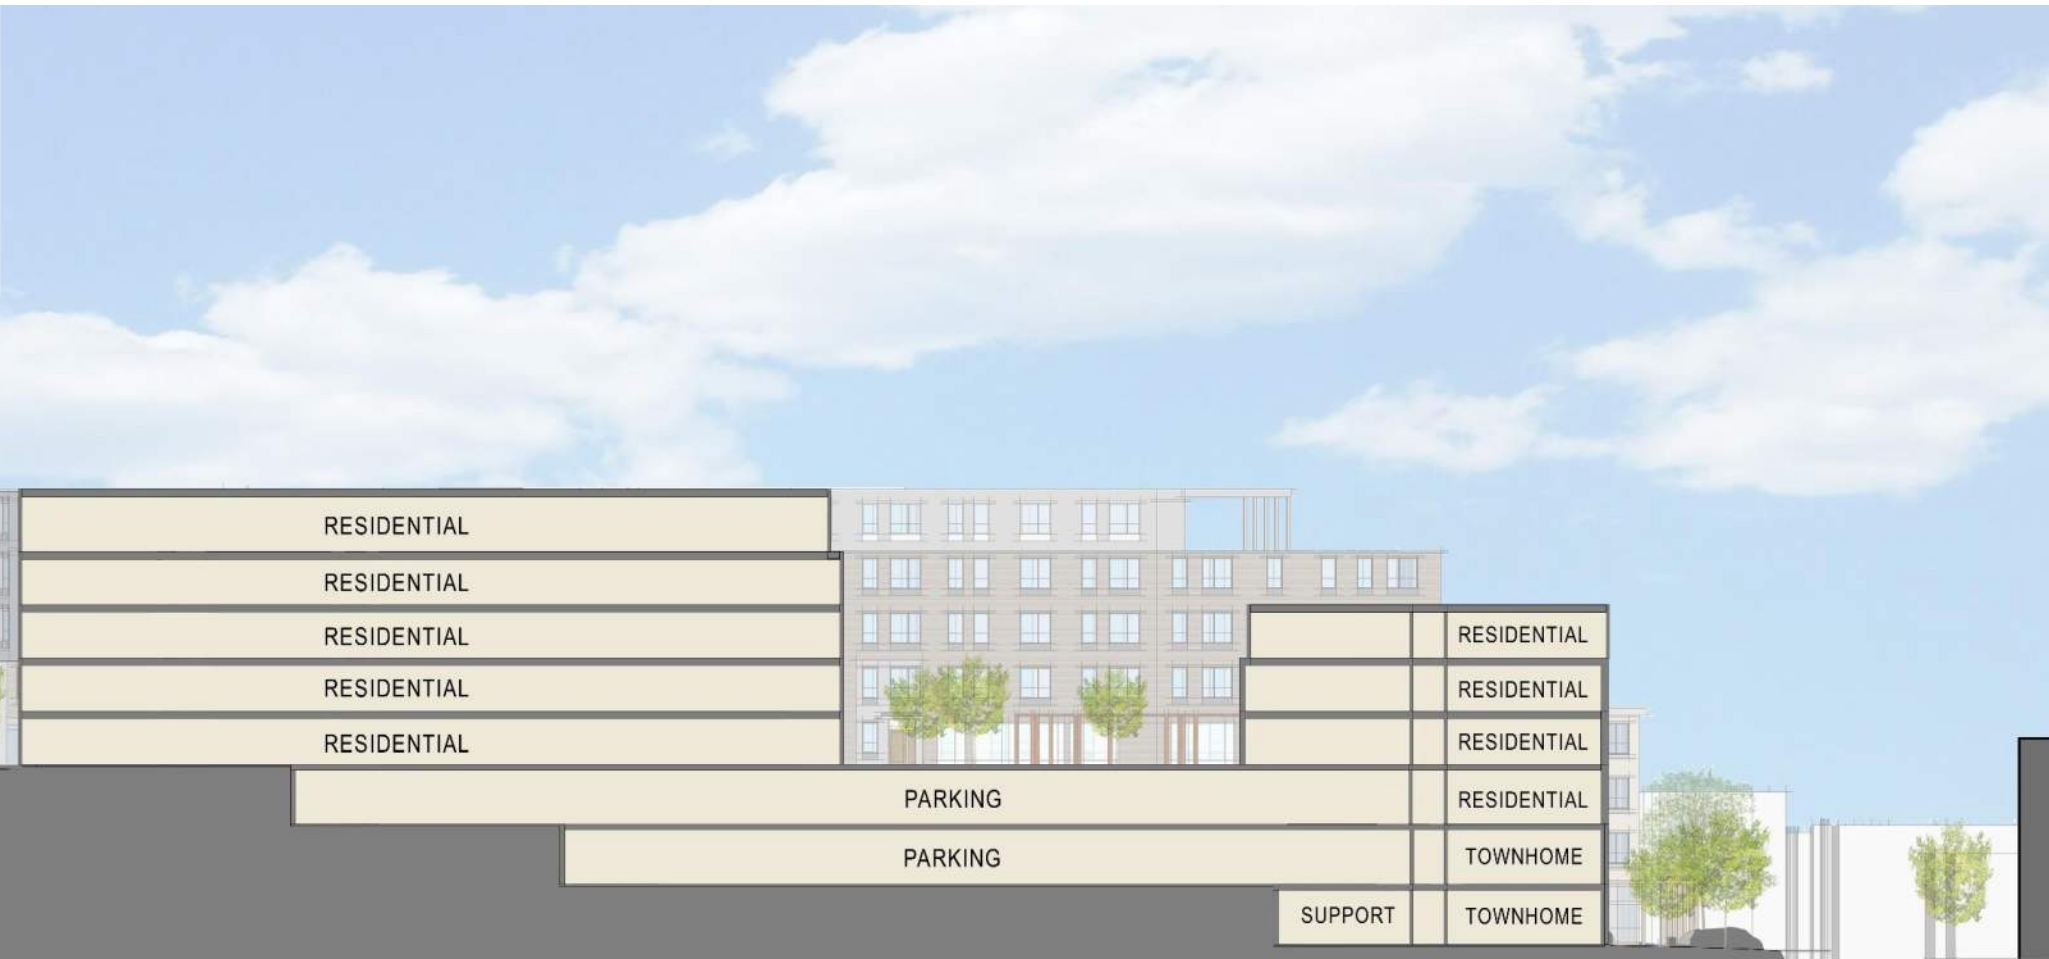 RESIDENTIAL
RESIDENTIAL
RESIDENTIAL
RESIDENTIAL
RESIDENTIAL
RESIDENTIAL
RESIDENTIAL
RESIDENTIAL
PARKING
RESIDENTIAL
PARKING
TOWNHOME
SUPPORT
TOWNHOME